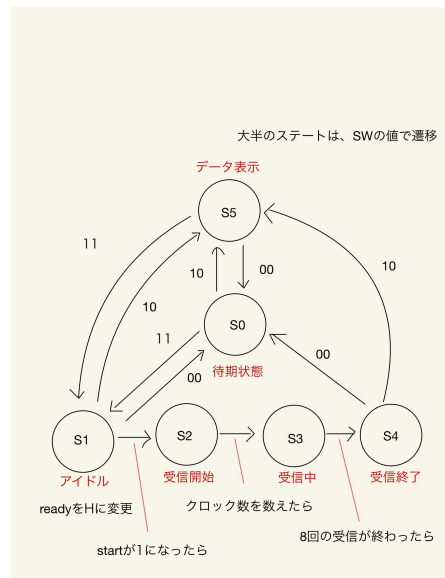 大半のステートは、SWの値で遷移
データ表示
S5
11
10
00
10
10
11
S0
00
00
待期状態
S1
S2
S3
S4
アイドル
受信開始
受信中
受信終了
readyをHに変更
クロック数を数えたら
startが1になったら
8回の受信が終わったら